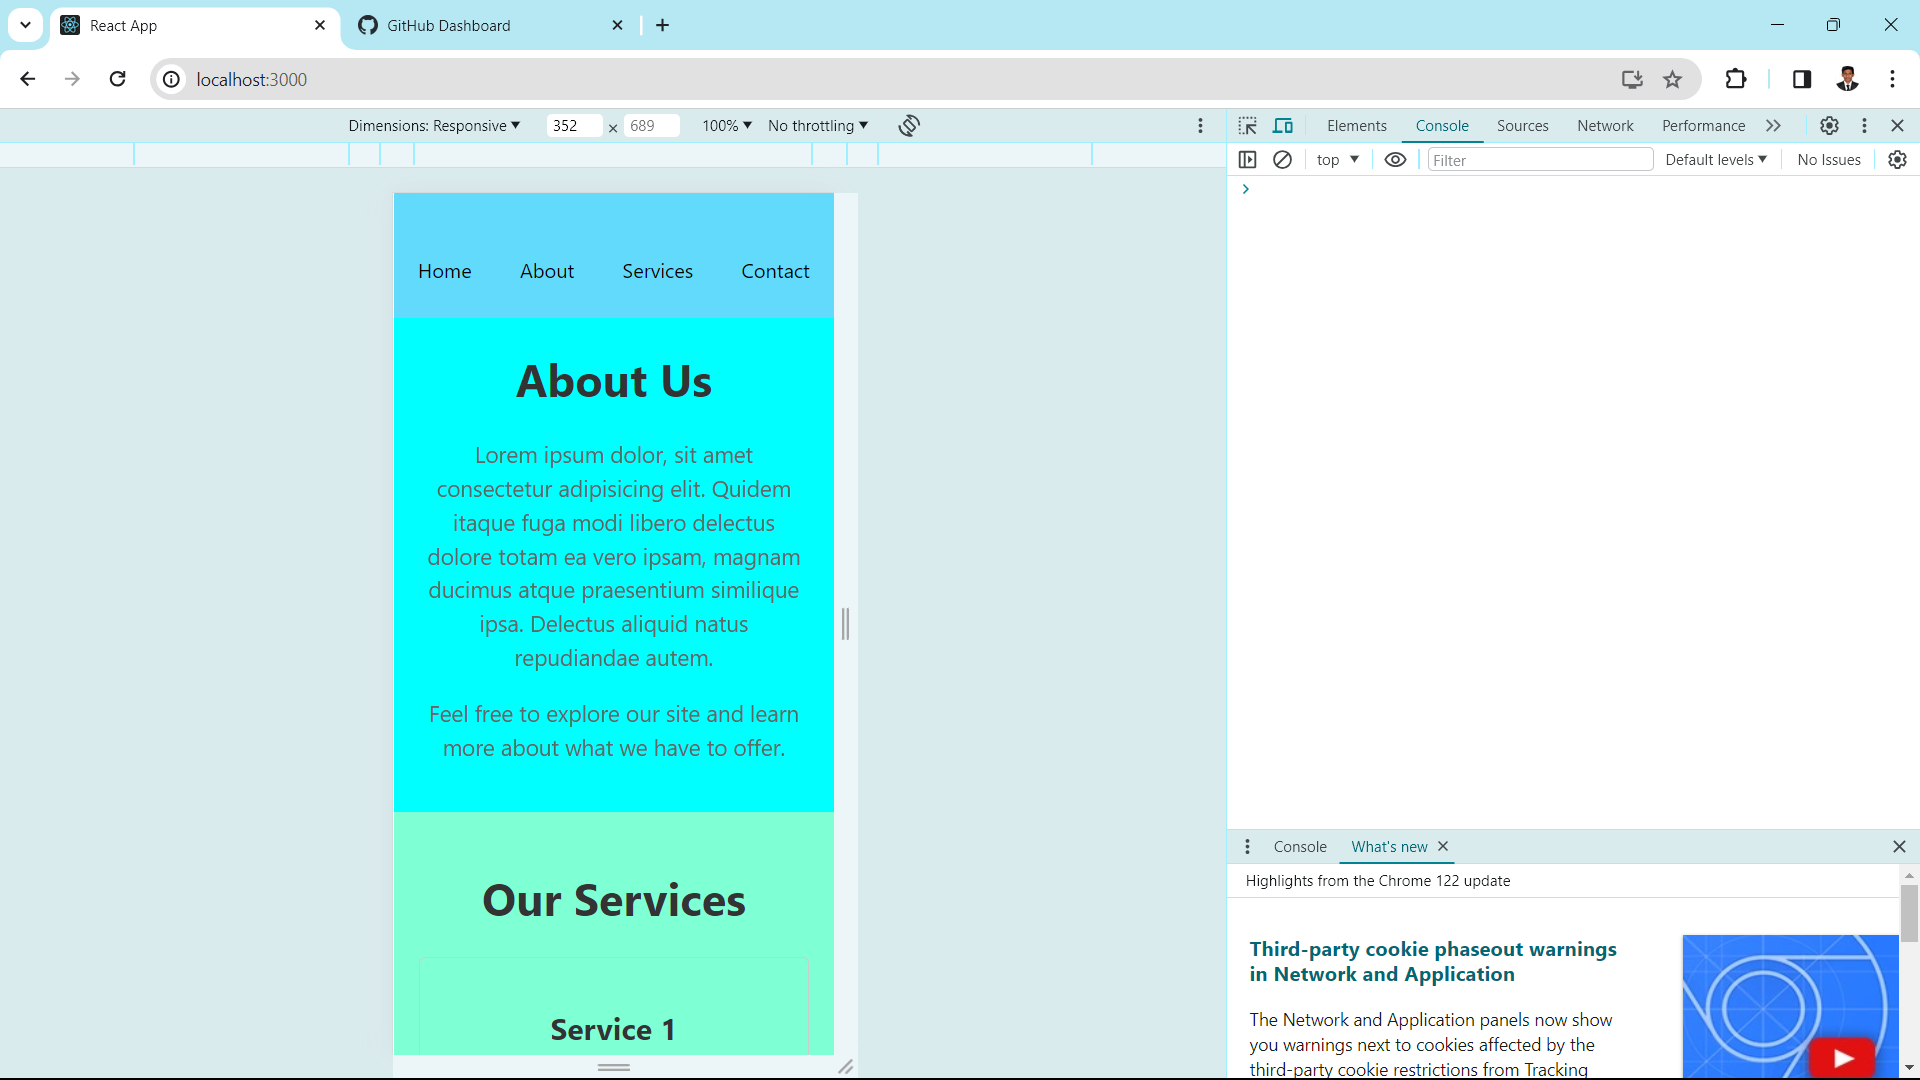 React App
GitHub Dashboard
localhost:3000
Dimensions: Responsive
352 × 689
100%
No throttling
Home
About
Services
Contact
About Us
Lorem ipsum dolor, sit amet
consectetur adipisicing elit. Quidem
itaque fuga modi libero delectus
dolore totam ea vero ipsam, magnam
ducimus atque praesentium similique
ipsa. Delectus aliquid natus
repudiandae autem.
Feel free to explore our site and learn
more about what we have to offer.
Our Services
Service 1
Elements
Console
Sources
Network
Performance
top
Filter
Default levels
No Issues
Console
What's new
Highlights from the Chrome 122 update
Third-party cookie phaseout warnings
in Network and Application
The Network and Application panels now show
you warnings next to cookies affected by the
third-party cookie restrictions from Tracking